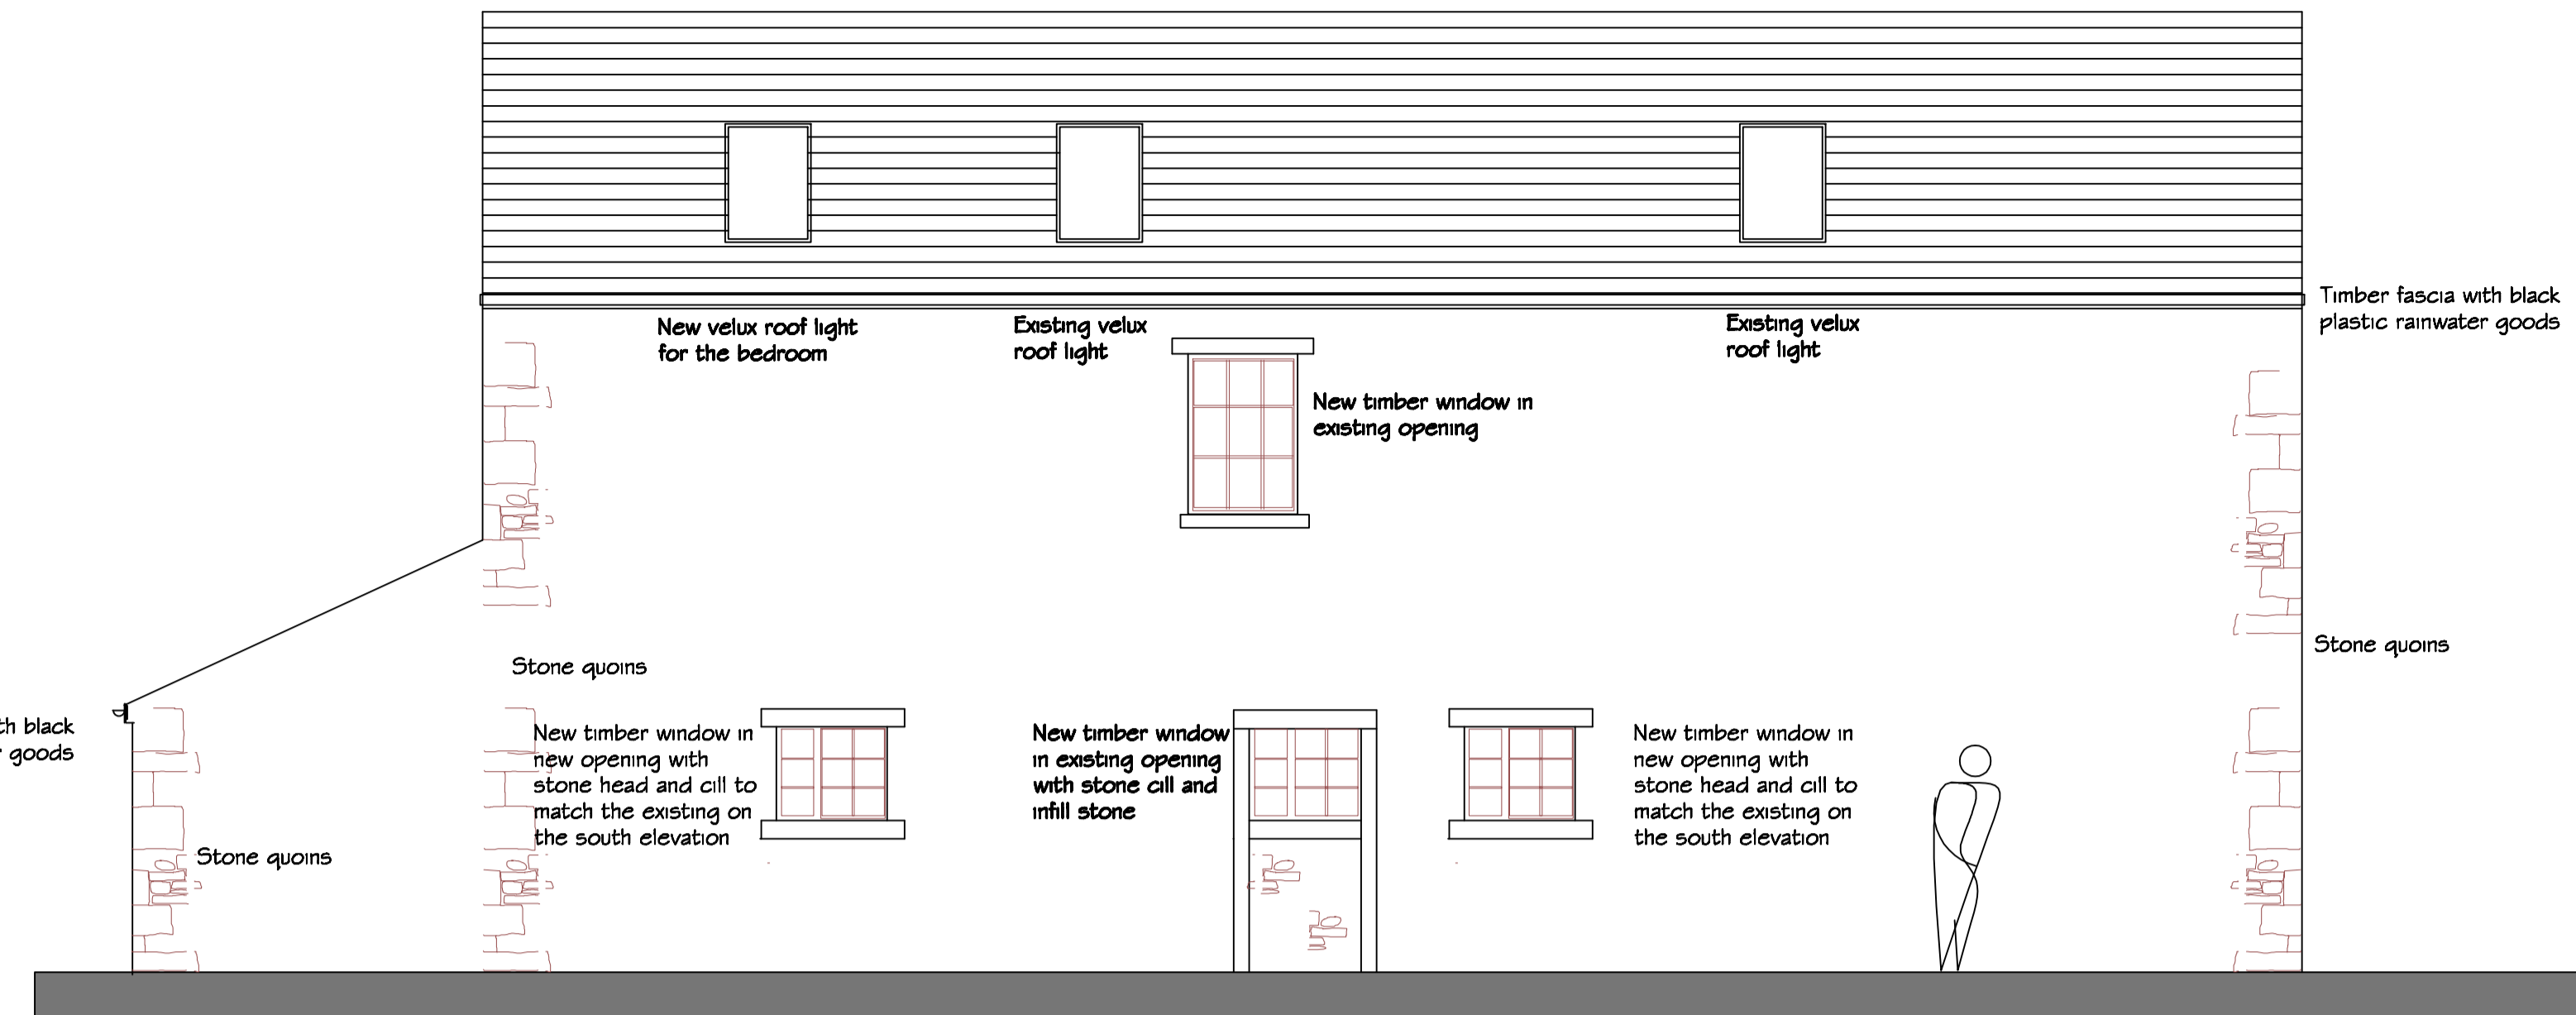 Timber fascia with black
plastic rainwater goods
New velux roof light
for the bedroom
Existing velux
roof light
Existing velux
roof light
New timber window in
existing opening
Stone quoins
Stone quoins
th black
goods
New timber window in
new opening with
stone head and cill to
match the existing on
the south elevation
New timber window
in existing opening
with stone cill and
infill stone
New timber window in
new opening with
stone head and cill to
match the existing on
the south elevation
Stone quoins